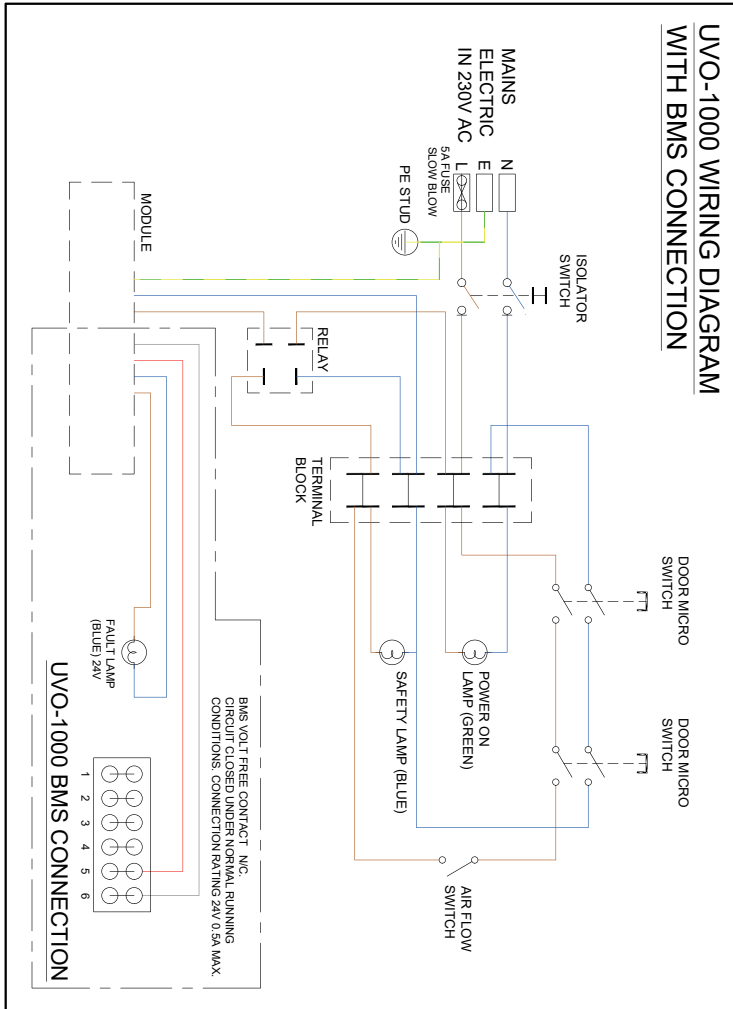 UVO-1000 WIRING DIAGRAM
WITH BMS CONNECTION
MAINS
ELECTRIC
IN 230V AC
N
E
L
5A FUSE
SLOW BLOW
PE STUD
ISOLATOR
SWITCH
MODULE
RELAY
TERMINAL
BLOCK
DOOR MICRO
SWITCH
DOOR MICRO
SWITCH
POWER ON
LAMP (GREEN)
SAFETY LAMP (BLUE)
AIR FLOW
SWITCH
FAULT LAMP
(BLUE) 24V
BMS VOLT FREE CONTACT N/C.
CIRCUIT CLOSED UNDER NORMAL RUNNING
CONDITIONS. CONNECTION RATING 24V 0.5A MAX.
1
2
3
4
5
6
UVO-1000 BMS CONNECTION